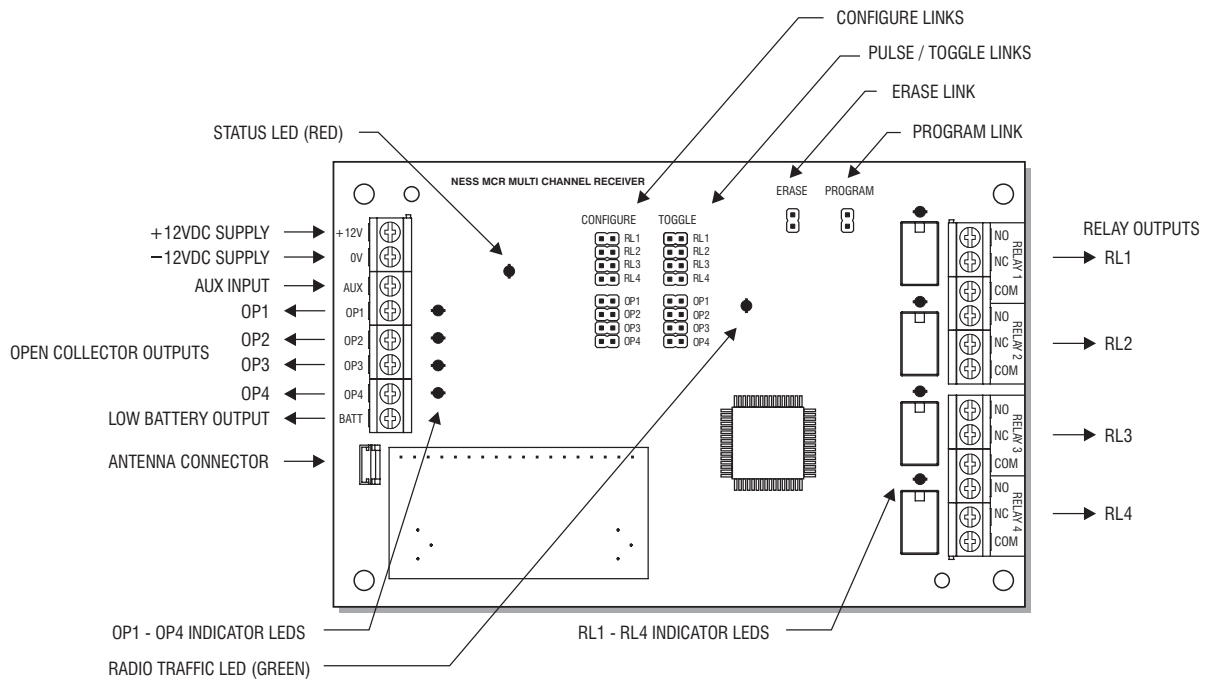 CONFIGURE LINKS
PULSE / TOGGLE LINKS
ERASE LINK
PROGRAM LINK
STATUS LED (RED)
NESS MCR MULTI CHANNEL RECEIVER
ERASE PROGRAM
CONFIGURE TOGGLE
RL1 RL1
RL2 RL2
RL3 RL3
RL4 RL4
OP1 OP1
OP2 OP2
OP3 OP3
OP4 OP4
+12VDC SUPPLY +12V
−12VDC SUPPLY 0V
AUX INPUT AUX
OP1 OP1
OPEN COLLECTOR OUTPUTS
OP2 OP2
OP3 OP3
OP4 OP4
LOW BATTERY OUTPUT BATT
ANTENNA CONNECTOR
RELAY OUTPUTS
NO
NC
COM
RELAY 1
RL1
NO
NC
COM
RELAY 2
RL2
NO
NC
COM
RELAY 3
RL3
NO
NC
COM
RELAY 4
RL4
OP1 - OP4 INDICATOR LEDS
RL1 - RL4 INDICATOR LEDS
RADIO TRAFFIC LED (GREEN)